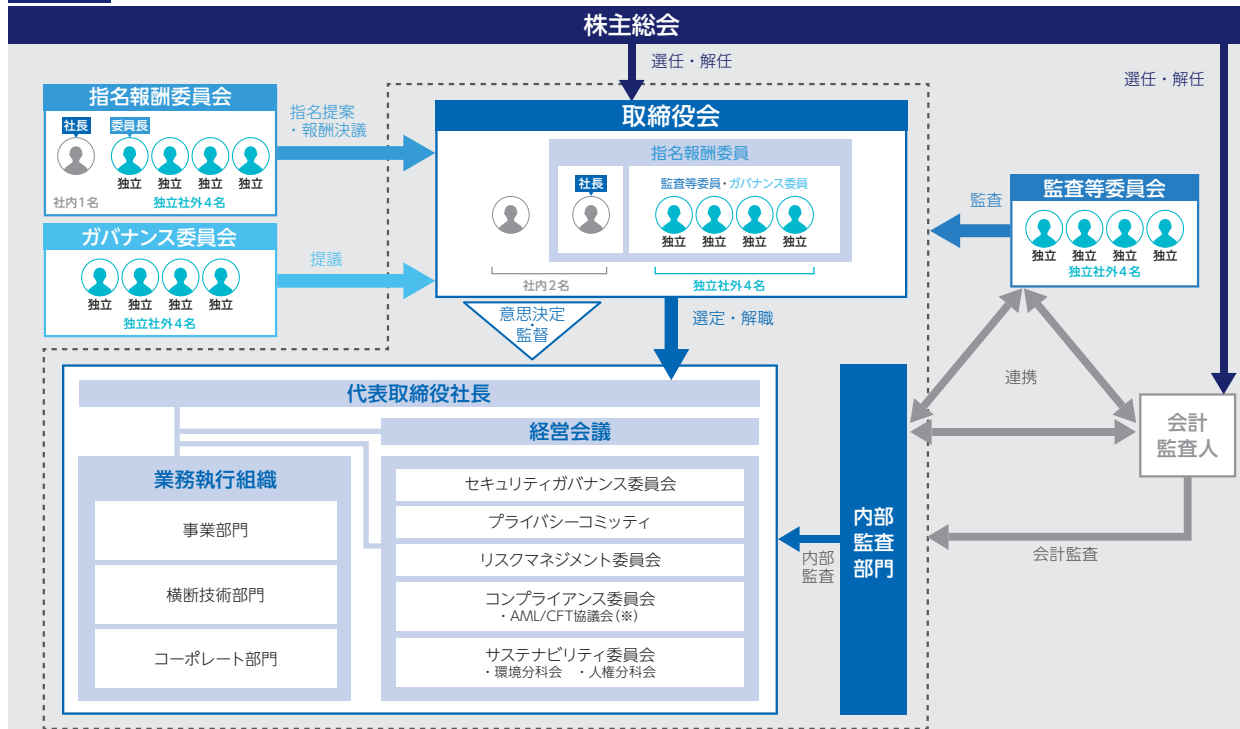 株主総会
選任・解任
選任・解任
指名報酬委員会
社長
委員長
独立 独立 独立 独立
社内1名
独立社外4名
指名提案
・報酬決議
ガバナンス委員会
独立 独立 独立 独立
独立社外4名
提議
取締役会
指名報酬委員
社長
監査等委員・ガバナンス委員
独立 独立 独立 独立
社内2名
独立社外4名
監査
監査等委員会
独立 独立 独立 独立
独立社外4名
意思決定
・
監督
選定・解職
連携
会計
監査人
会計監査
代表取締役社長
経営会議
業務執行組織
事業部門
横断技術部門
コーポレート部門
セキュリティガバナンス委員会
プライバシーコミッティ
リスクマネジメント委員会
コンプライアンス委員会
・AML/CFT協議会(※)
サステナビリティ委員会
・環境分科会 ・人権分科会
内部
監査
内部
監査
部門